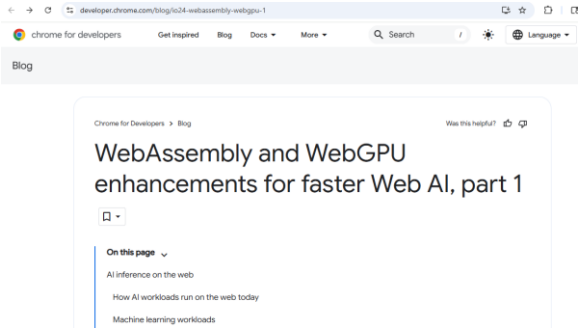 developer.chrome.com/blog/io24-webassembly-webgpu-1
chrome for developers Get inspired Blog Docs More Search / Language
Blog
Chrome for Developers > Blog Was this helpful?
WebAssembly and WebGPU
enhancements for faster Web AI, part 1
On this page
AI inference on the web
How AI workloads run on the web today
Machine learning workloads